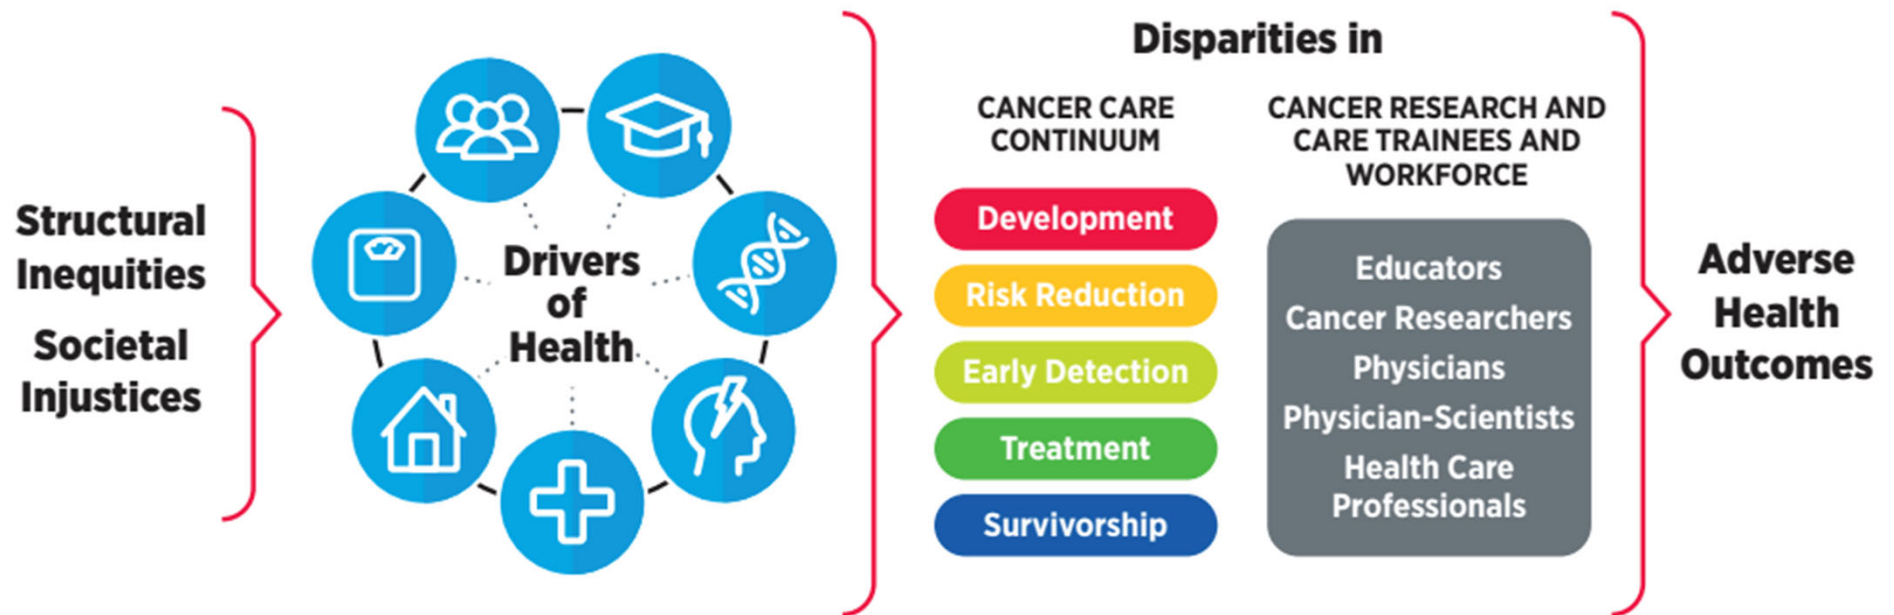 Structural
Inequities
Societal
Injustices
Drivers
of
Health
Disparities in
CANCER CARE
CONTINUUM
Development
Risk Reduction
Early Detection
Treatment
Survivorship
CANCER RESEARCH AND
CARE TRAINEES AND
WORKFORCE
Educators
Cancer Researchers
Physicians
Physician-Scientists
Health Care
Professionals
Adverse
Health
Outcomes